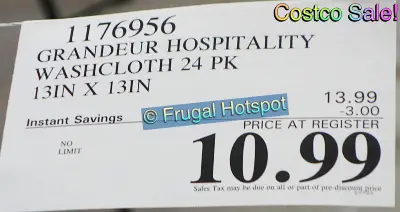 Costco Sale!
1176956
GRANDEUR HOSPITALITY
WASHCLOTH 24 PK
13IN X 13IN
13.99
Instant Savings
-3.00
© Frugal Hotspot
PRICE AT REGISTER
NO
LIMIT
10.99
Sales Tax may be due on all or part of pre-discount price